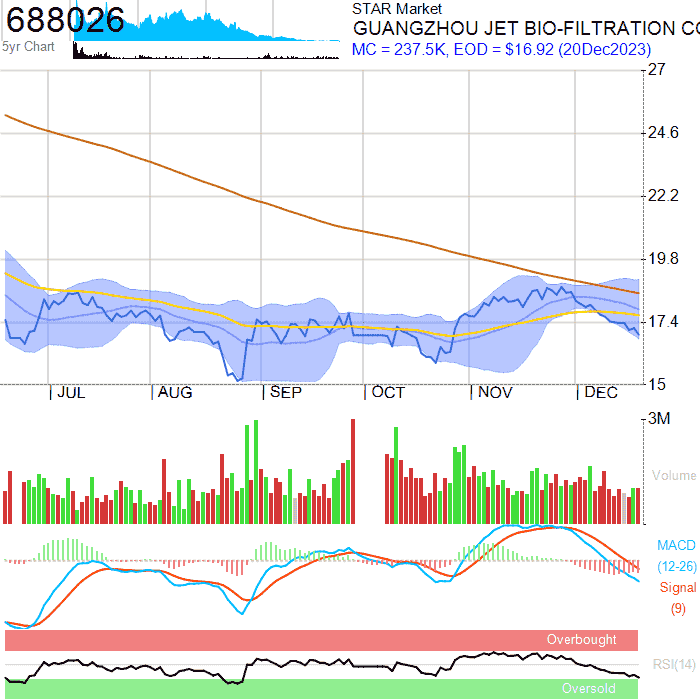 688026
5yr Chart
STAR Market
GUANGZHOU JET BIO-FILTRATION CO
MC = 237.5K, EOD = $16.92 (20Dec2023)
27
24.6
22.2
19.8
17.4
15
JUL AUG SEP OCT NOV DEC
3M
Volume
MACD
(12-26)
Signal
(9)
Overbought
RSI(14)
Oversold